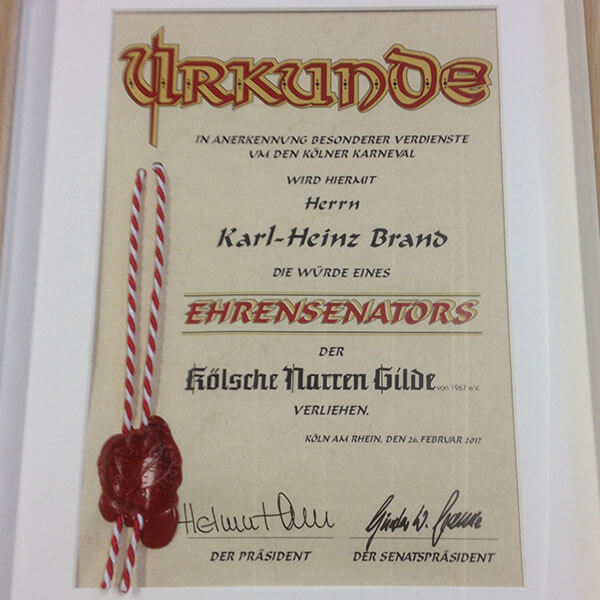 URKUNDE
IN ANERKENNUNG BESONDERER VERDIENSTE
UM DEN KÖLNER KARNEVAL
WIRD HIERMIT
Herrn
Karl-Heinz Brand
DIE WÜRDE EINES
EHRENSENATORS
DER
Kölsche Narren Gilde von 1967 e.V.
VERLIEHEN.
KÖLN AM RHEIN, DEN 26. FEBRUAR 2017
Helmut
DER PRÄSIDENT DER SENATSPRÄSIDENT